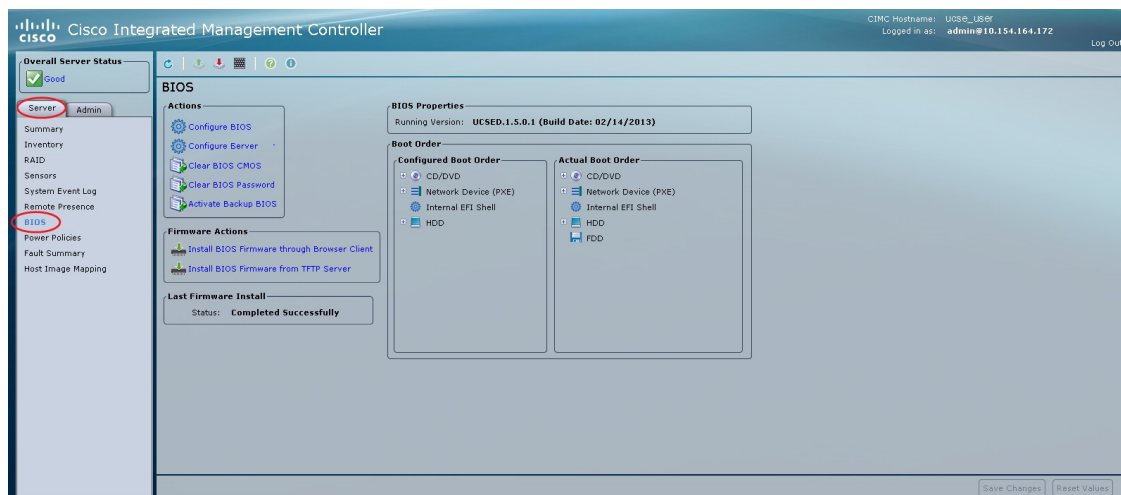 CISCO Cisco Integrated Management Controller
CIMC Hostname: ucse_user
Logged in as: admin@10.154.164.172
Log Out
Overall Server Status
Good
Server Admin
Summary
Inventory
RAID
Sensors
System Event Log
Remote Presence
BIOS
Power Policies
Fault Summary
Host Image Mapping
BIOS
Actions
Configure BIOS
Configure Eerver
Clear BIOS CMOS
Clear BIOS Password
Activate Backup BIOS
Firmware Actions
Install BIOS Firmware through Browser Client
Install BIOS Firmware from TFTP Server
Last Firmware Install
Status: Completed Successfully
BIOS Properties
Running Version: UCSED.1.5.0.1 (Build Date: 02/14/2013)
Boot Order
Configured Boot Order
CD/DVD
Network Device (PXE)
Internal EFI Shell
HDD
Actual Boot Order
CD/DVD
Network Device (PXE)
Internal EFI Shell
HDD
FDD
Save Changes Reset Values